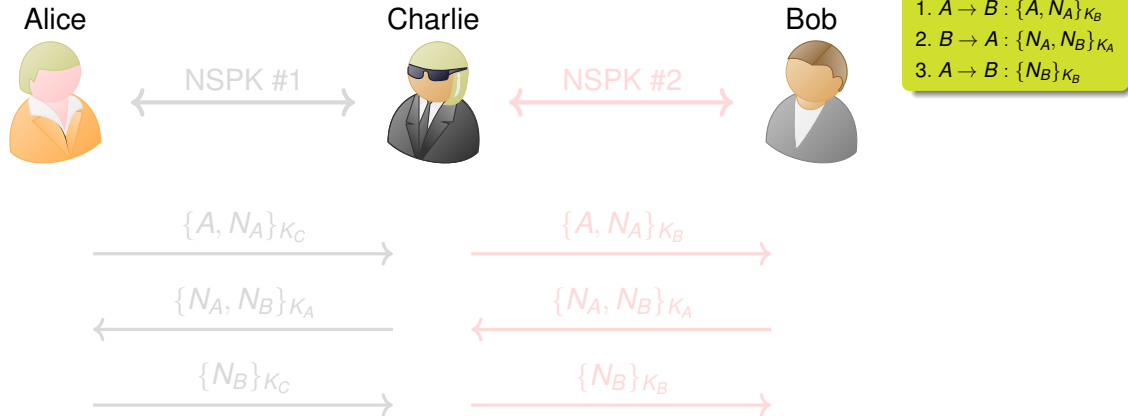 Alice Charlie Bob
1. A → B : {A, N_A}_{K_B}
2. B → A : {N_A, N_B}_{K_A}
3. A → B : {N_B}_{K_B}
NSPK #1 NSPK #2
{A, N_A}_{K_C} {A, N_A}_{K_B}
{N_A, N_B}_{K_A} {N_A, N_B}_{K_A}
{N_B}_{K_C} {N_B}_{K_B}